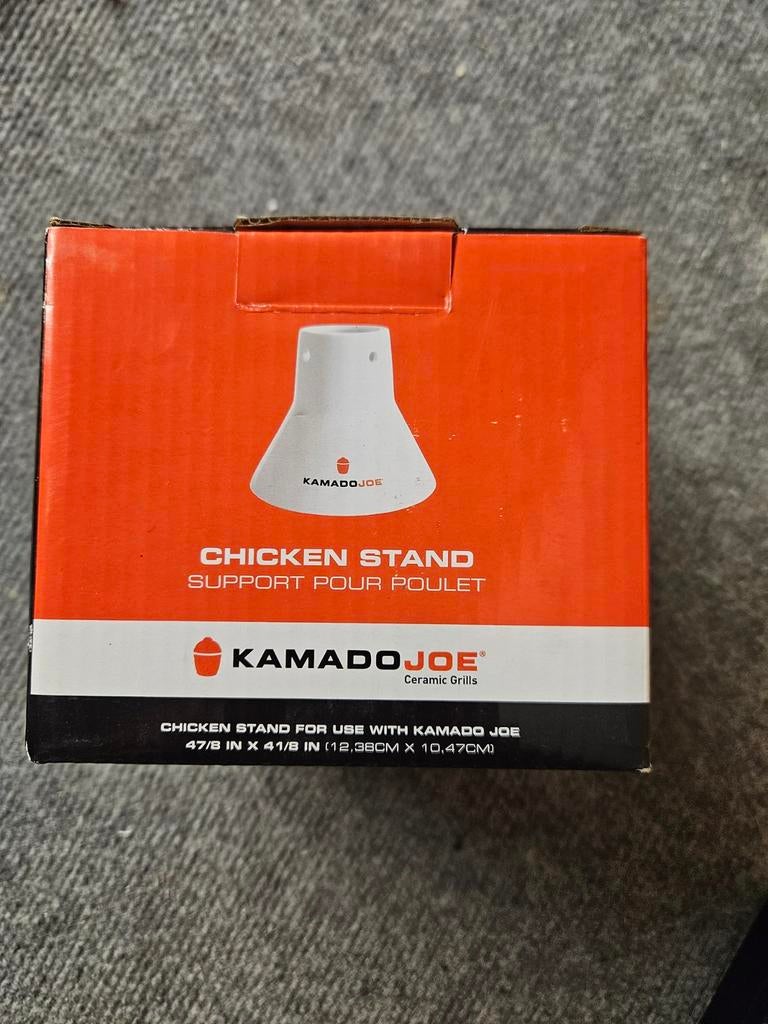 KAMADOJOE
CHICKEN STAND
SUPPORT POUR POULET
KAMADOJOE®
Ceramic Grills
CHICKEN STAND FOR USE WITH KAMADO JOE
47/8 IN X 41/8 IN (12,38CM X 10,47CM)